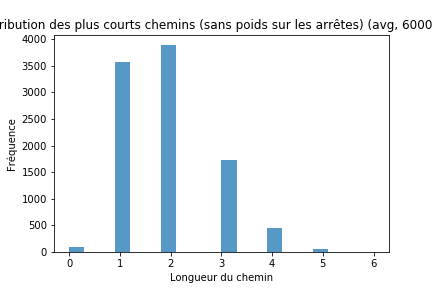 ribution des plus courts chemins (sans poids sur les arrêtes) (avg, 6000
4000
3500
3000
2500
2000
1500
1000
500
0
Fréquence
0 1 2 3 4 5 6
Longueur du chemin